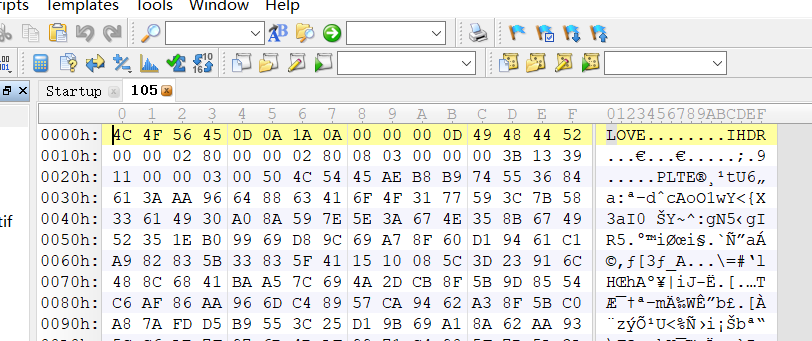 ripts Templates Tools Window Help
Startup 105
0 1 2 3 4 5 6 7 8 9 A B C D E F 0123456789ABCDEF
0000h: 4C 4F 56 45 0D 0A 1A 0A 00 00 00 0D 49 48 44 52 LOVE........IHDR
0010h: 00 00 02 80 00 00 02 80 08 03 00 00 00 3B 13 39 ...€...€.....;.9
0020h: 11 00 00 03 00 50 4C 54 45 AE B8 B9 74 55 36 84 .....PLTE®¸¹tU6„
tif
0030h: 61 3A AA 96 64 88 63 41 6F 4F 31 77 59 3C 7B 58 a:ª–dˆcAoO1wY<{X
0040h: 33 61 49 30 A0 8A 59 7E 5E 3A 67 4E 35 8B 67 49 3aI0 ŠY~^:gN5‹gI
0050h: 52 35 1E B0 99 69 D8 9C 69 A7 8F 60 D1 94 61 C1 R5.°™iØœi§.`Ñ”aÁ
0060h: A9 82 83 5B 33 83 5F 41 15 10 08 5C 3D 23 91 6C ©‚ƒ[3ƒ_A...\=#‘l
0070h: 48 8C 68 41 BA A5 7C 69 4A 2D CB 8F 5B 9D 85 54 HŒhAº¥|iJ-Ë.[.…T
0080h: C6 AF 86 AA 96 6D C4 89 57 CA 94 62 A3 8F 5B C0 Æ¯†ª–mÄ‰WÊ”b£.[À
0090h: A8 7A FD D5 B9 55 3C 25 D1 9B 69 A1 8A 62 AA 93 ¨zýÕ¹U<%Ñ›i¡Šbª“